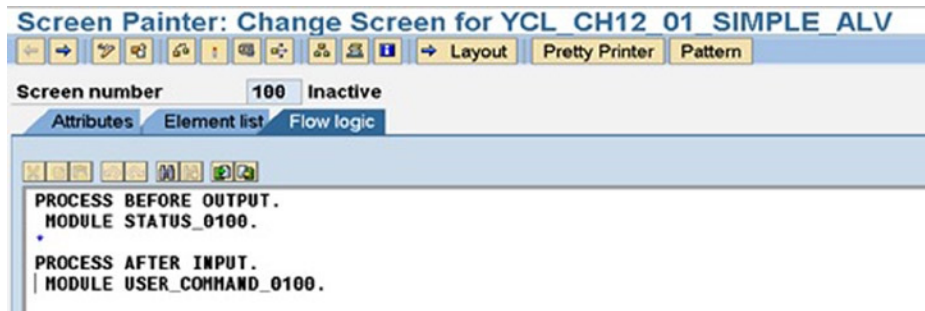 Screen Painter: Change Screen for YCL_CH12_01_SIMPLE_ALV
Layout Pretty Printer Pattern
Screen number 100 Inactive
Attributes Element list Flow logic
PROCESS BEFORE OUTPUT.
MODULE STATUS_0100.
*
PROCESS AFTER INPUT.
MODULE USER_COMMAND_0100.